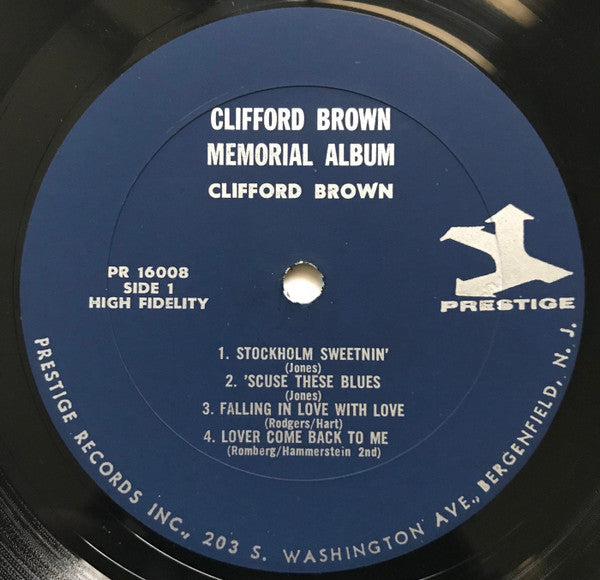 CLIFFORD BROWN
MEMORIAL ALBUM
CLIFFORD BROWN
PR 16008
SIDE 1
HIGH FIDELITY
PRESTIGE
1. STOCKHOLM SWEETNIN'
(Jones)
2. 'SCUSE THESE BLUES
(Jones)
3. FALLING IN LOVE WITH LOVE
(Rodgers/Hart)
4. LOVER COME BACK TO ME
(Romberg/Hammerstein 2nd)
PRESTIGE RECORDS INC., 203 S. WASHINGTON AVE., BERGENFIELD, N. J.